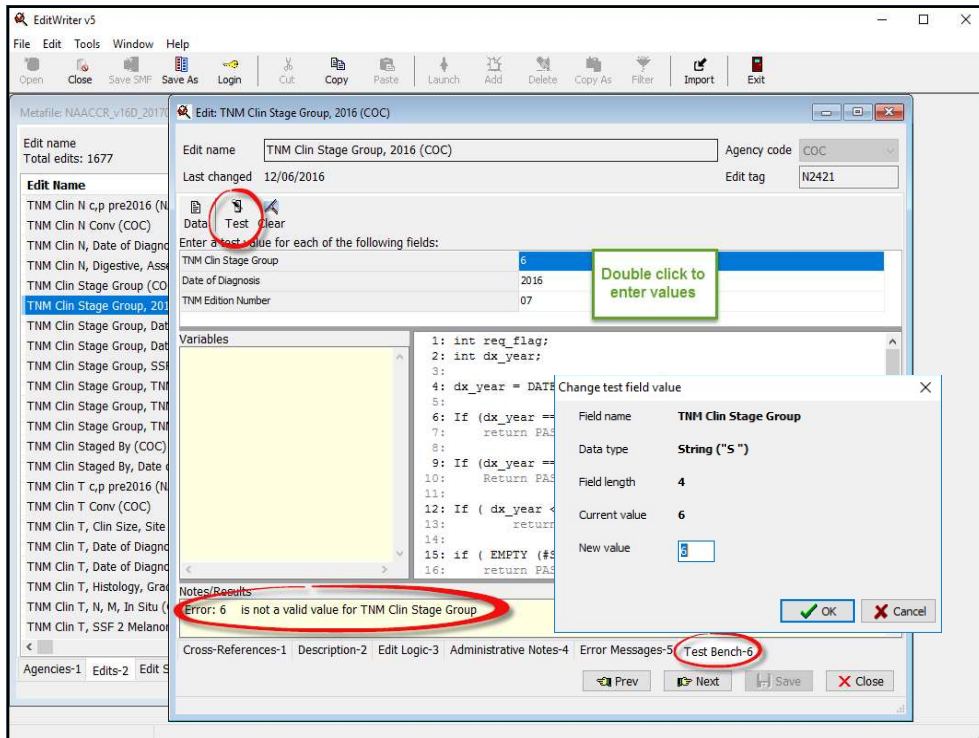 EditWriter v5
File Edit Tools Window Help
Open Close Save SMF Save As Login Cut Copy Paste Launch Add Delete Copy As Filter Import Exit
Metafile: NAACCR_v16D_2017
Edit name
Total edits: 1677
Edit Name
TNM Clin N c,p pre2016 (N
TNM Clin N Conv (COC)
TNM Clin N, Date of Diagno
TNM Clin N, Digestive, Asse
TNM Clin Stage Group (CO
TNM Clin Stage Group, 201
TNM Clin Stage Group, Dat
TNM Clin Stage Group, Dat
TNM Clin Stage Group, SSF
TNM Clin Stage Group, TNM
TNM Clin Stage Group, TNM
TNM Clin Stage Group, TNM
TNM Clin Staged By (COC)
TNM Clin Staged By, Date o
TNM Clin T c,p pre2016 (N
TNM Clin T Conv (COC)
TNM Clin T, Clin Size, Site
TNM Clin T, Date of Diagno
TNM Clin T, Date of Diagno
TNM Clin T, Histology, Grad
TNM Clin T, N, M, In Situ (
TNM Clin T, SSF 2 Melanor
Agencies-1 Edits-2 Edit S
Edit: TNM Clin Stage Group, 2016 (COC)
Edit name TNM Clin Stage Group, 2016 (COC) Agency code COC
Last changed 12/06/2016 Edit tag N2421
Data Test Clear
Enter a test value for each of the following fields:
TNM Clin Stage Group 6
Date of Diagnosis 2016
TNM Edition Number 07
Double click to
enter values
Variables
1: int req_flag;
2: int dx_year;
3:
4: dx_year = DATE
5:
6: If (dx_year ==
7: return PAS
8:
9: If (dx_year ==
10: Return PAS
11:
12: If ( dx_year <
13: return
14:
15: if ( EMPTY (#S
16: return PAS
Notes/Results
Error: 6 is not a valid value for TNM Clin Stage Group
Cross-References-1 Description-2 Edit Logic-3 Administrative Notes-4 Error Messages-5 Test Bench-6
Prev Next Save Close
Change test field value
Field name TNM Clin Stage Group
Data type String ("S ")
Field length 4
Current value 6
New value 6
OK Cancel